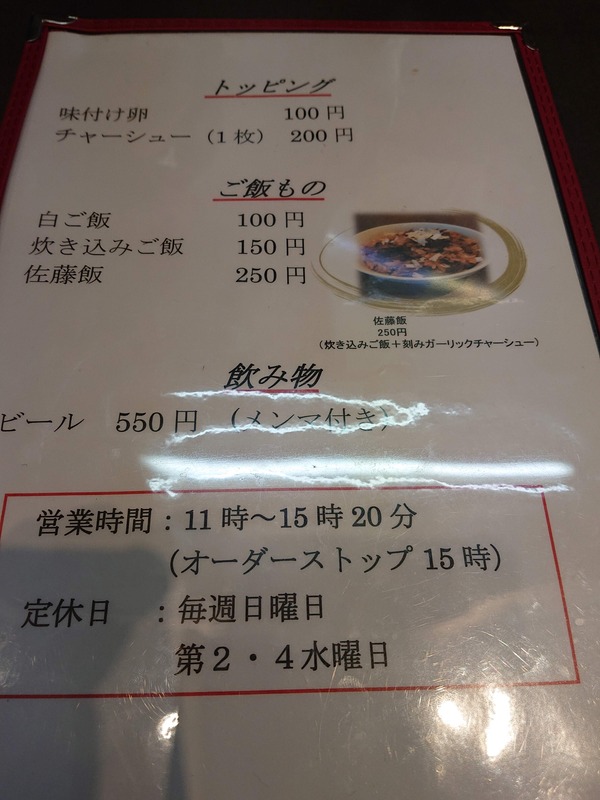 トッピング
味付け卵 100円
チャーシュー（1枚） 200円
ご飯もの
白ご飯 100円
炊き込みご飯 150円
佐藤飯 250円
佐藤飯
250円
（炊き込みご飯＋刻みガーリックチャーシュー）
飲み物
ビール 550円 （メンマ付き）
営業時間：11時～15時20分
(オーダーストップ15時)
定休日 ：毎週日曜日
第２・４水曜日